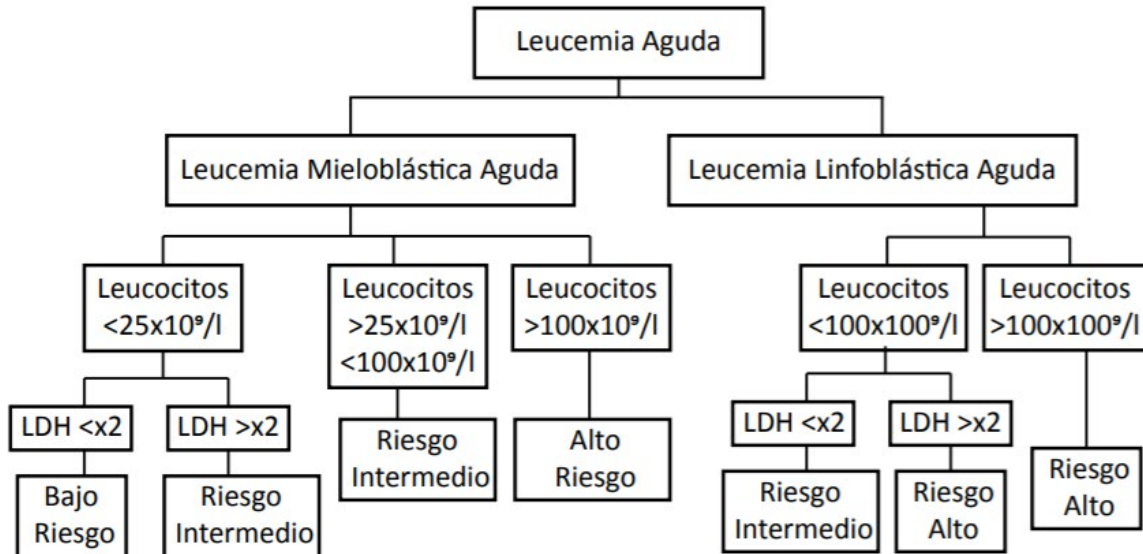 Leucemia Aguda
Leucemia Mieloblástica Aguda
Leucemia Linfoblástica Aguda
Leucocitos
<25x10⁹/l
Leucocitos
>25x10⁹/l
<100x10⁹/l
Leucocitos
>100x10⁹/l
Leucocitos
<100x100⁹/l
Leucocitos
>100x100⁹/l
LDH <x2
LDH >x2
Riesgo
Intermedio
Alto
Riesgo
LDH <x2
LDH >x2
Riesgo
Alto
Bajo
Riesgo
Riesgo
Intermedio
Riesgo
Intermedio
Riesgo
Alto